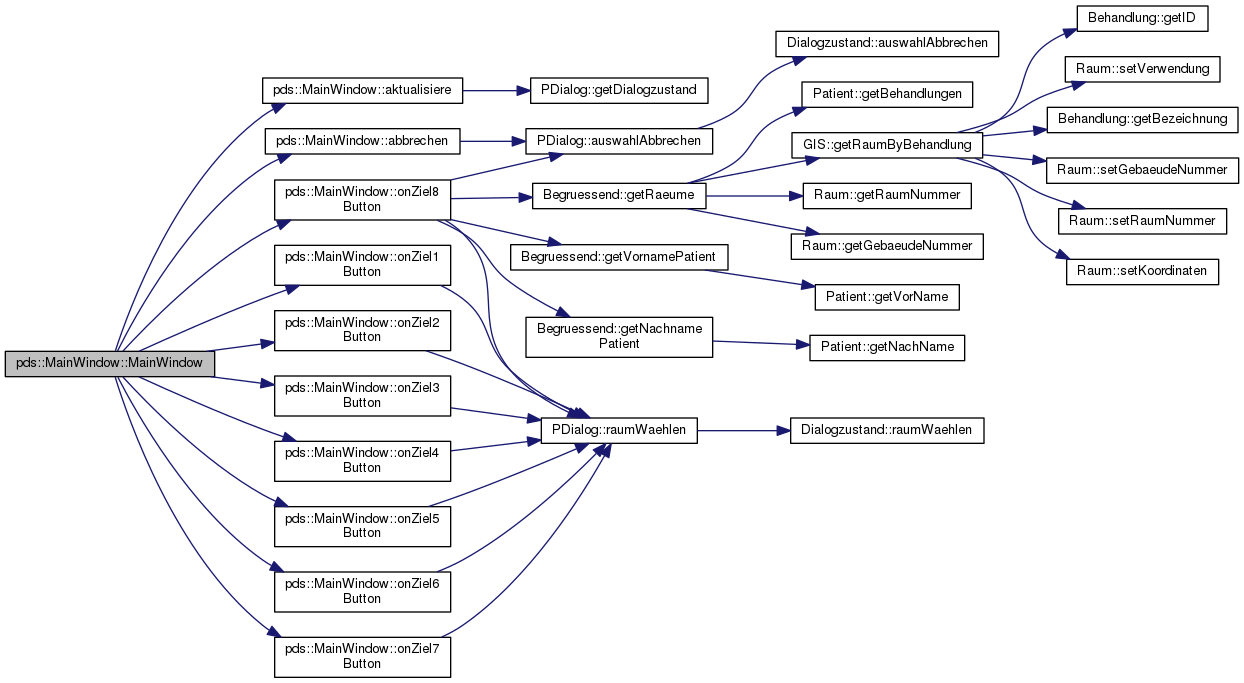 pds::MainWindow::MainWindow
pds::MainWindow::aktualisiere
pds::MainWindow::abbrechen
pds::MainWindow::onZiel8
Button
pds::MainWindow::onZiel1
Button
pds::MainWindow::onZiel2
Button
pds::MainWindow::onZiel3
Button
pds::MainWindow::onZiel4
Button
pds::MainWindow::onZiel5
Button
pds::MainWindow::onZiel6
Button
pds::MainWindow::onZiel7
Button
PDialog::getDialogzustand
PDialog::auswahlAbbrechen
Begruessend::getRaeume
Begruessend::getVornamePatient
Begruessend::getNachname
Patient
PDialog::raumWaehlen
Dialogzustand::auswahlAbbrechen
Patient::getBehandlungen
GIS::getRaumByBehandlung
Raum::getRaumNummer
Raum::getGebaeudeNummer
Patient::getVorName
Patient::getNachName
Dialogzustand::raumWaehlen
Behandlung::getID
Raum::setVerwendung
Behandlung::getBezeichnung
Raum::setGebaeudeNummer
Raum::setRaumNummer
Raum::setKoordinaten